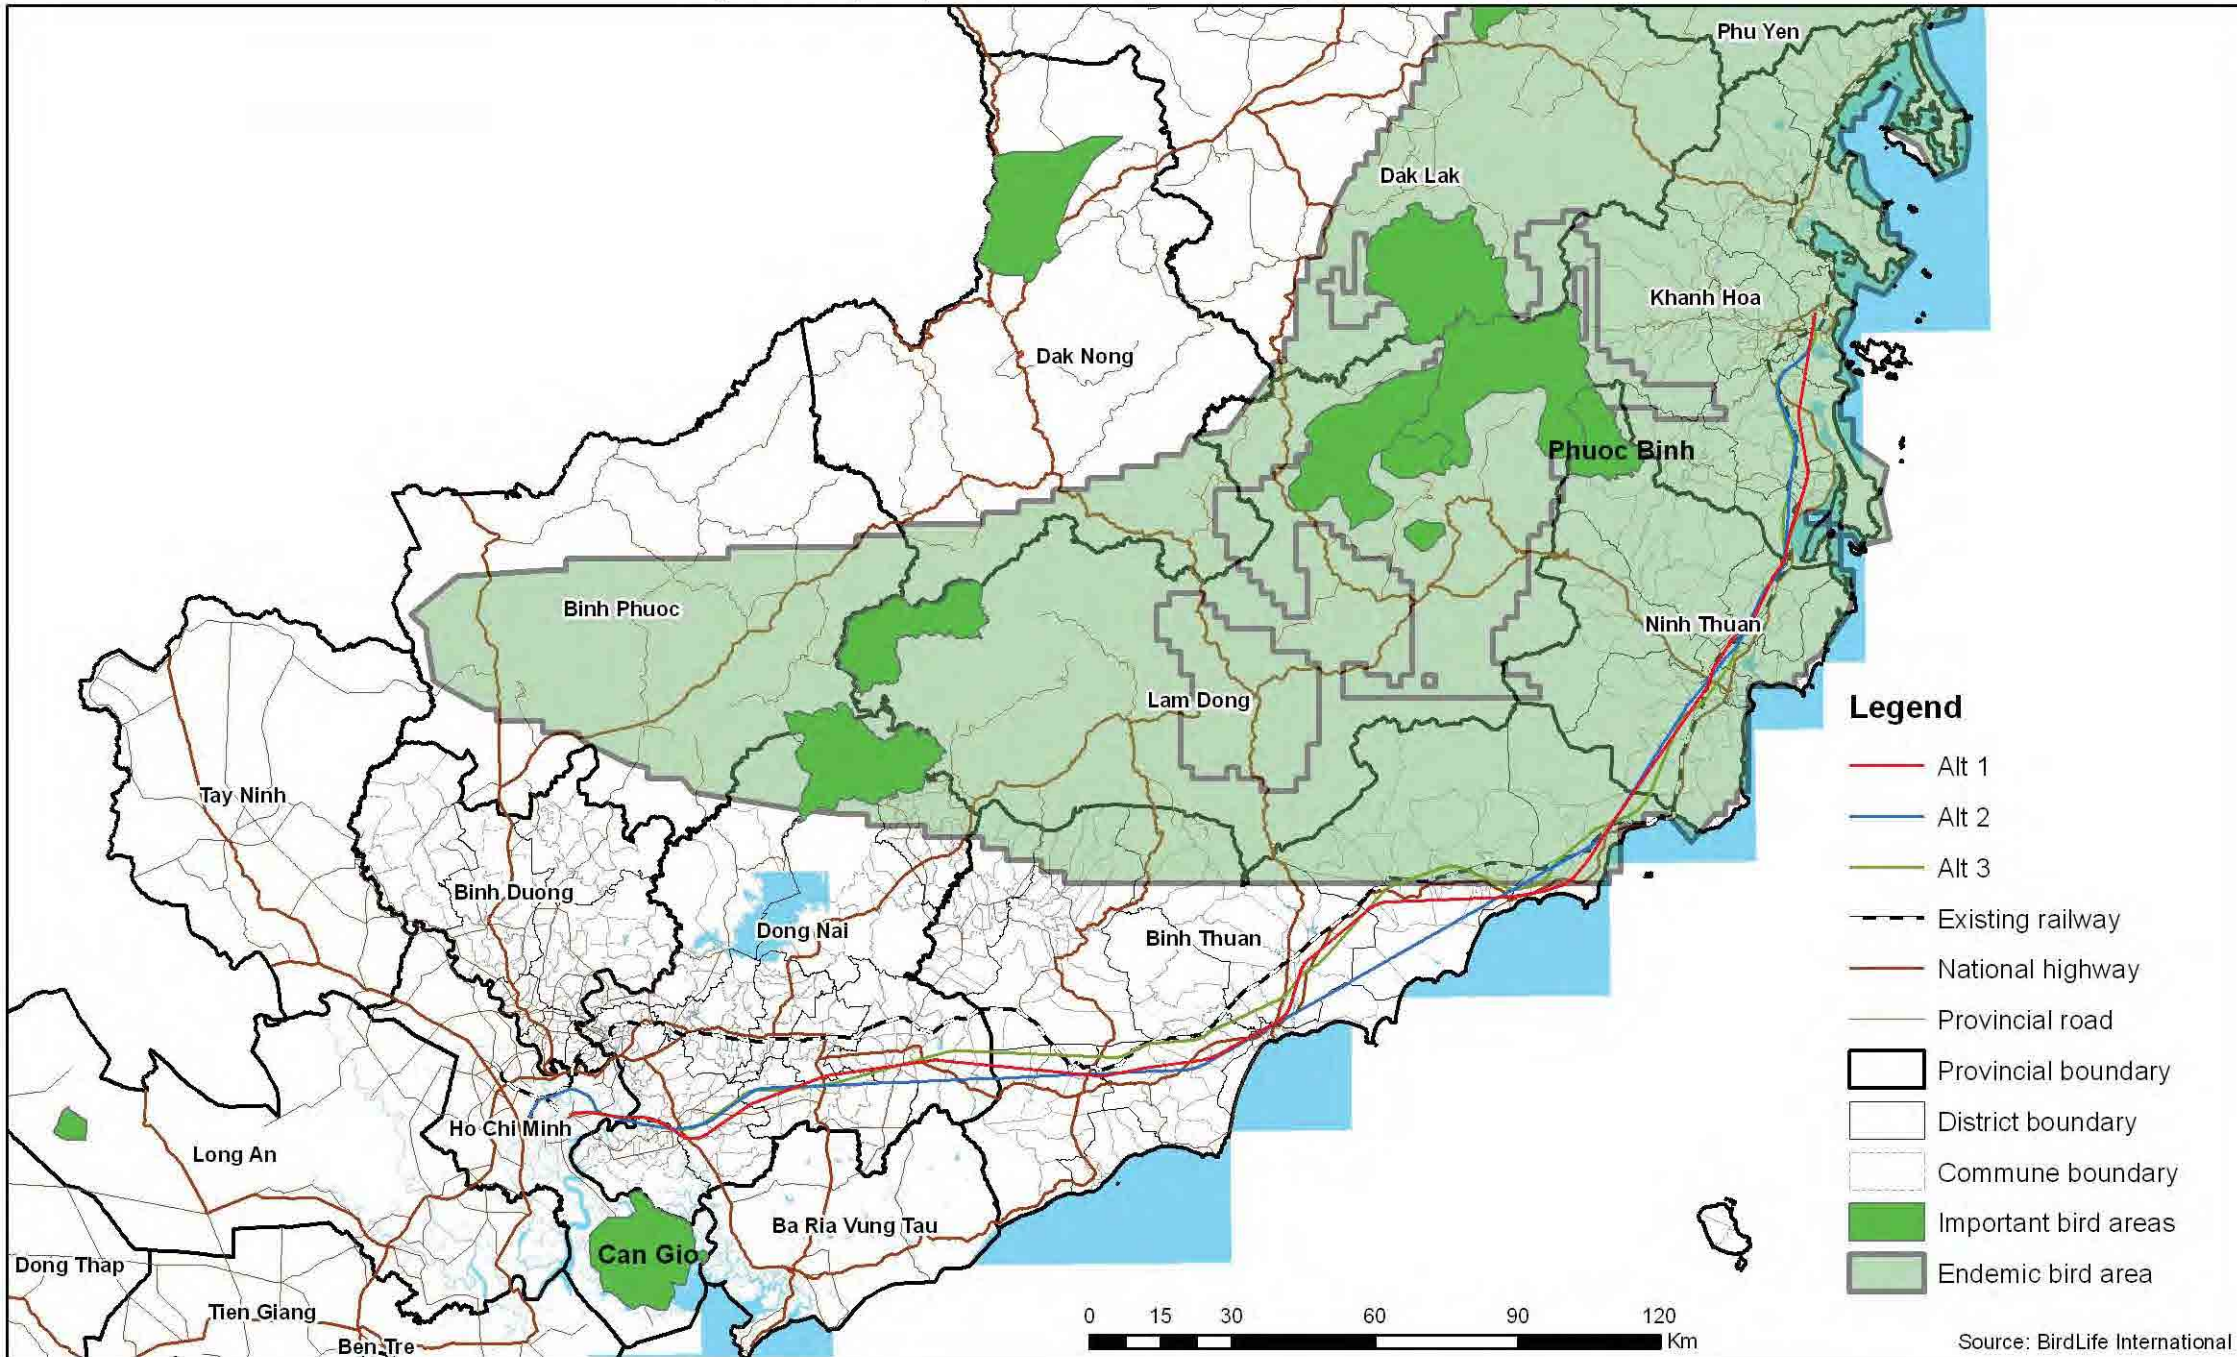 Phu Yen
Dak Lak
Khanh Hoa
Dak Nong
Phuoc Binh
Binh Phuoc
Ninh Thuan
Lam Dong
Tay Ninh
Binh Duong
Dong Nai
Binh Thuan
Ho Chi Minh
Long An
Ba Ria Vung Tau
Can Gio
Dong Thap
Tien Giang
Ben Tre
Legend
Alt 1
Alt 2
Alt 3
Existing railway
National highway
Provincial road
Provincial boundary
District boundary
Commune boundary
Important bird areas
Endemic bird area
0 15 30 60 90 120
Km
Source: BirdLife International